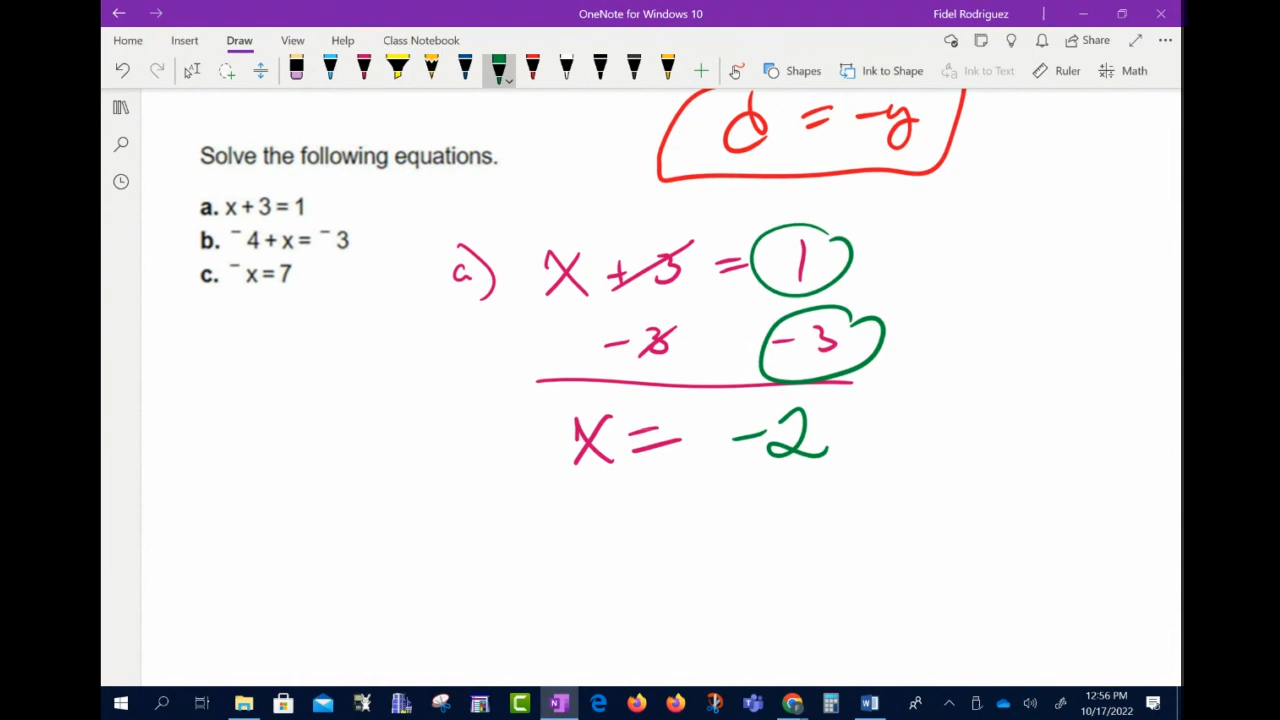 OneNote for Windows 10
Fidel Rodriguez
Home Insert Draw View Help Class Notebook Share
Shapes Ink to Shape Ink to Text Ruler Math
d = -y
Solve the following equations.
a. x + 3 = 1
b. ⁻4 + x = ⁻3
c. ⁻x = 7
a) x + 3 = 1
- 3 - 3
x = -2
12:56 PM
10/17/2022